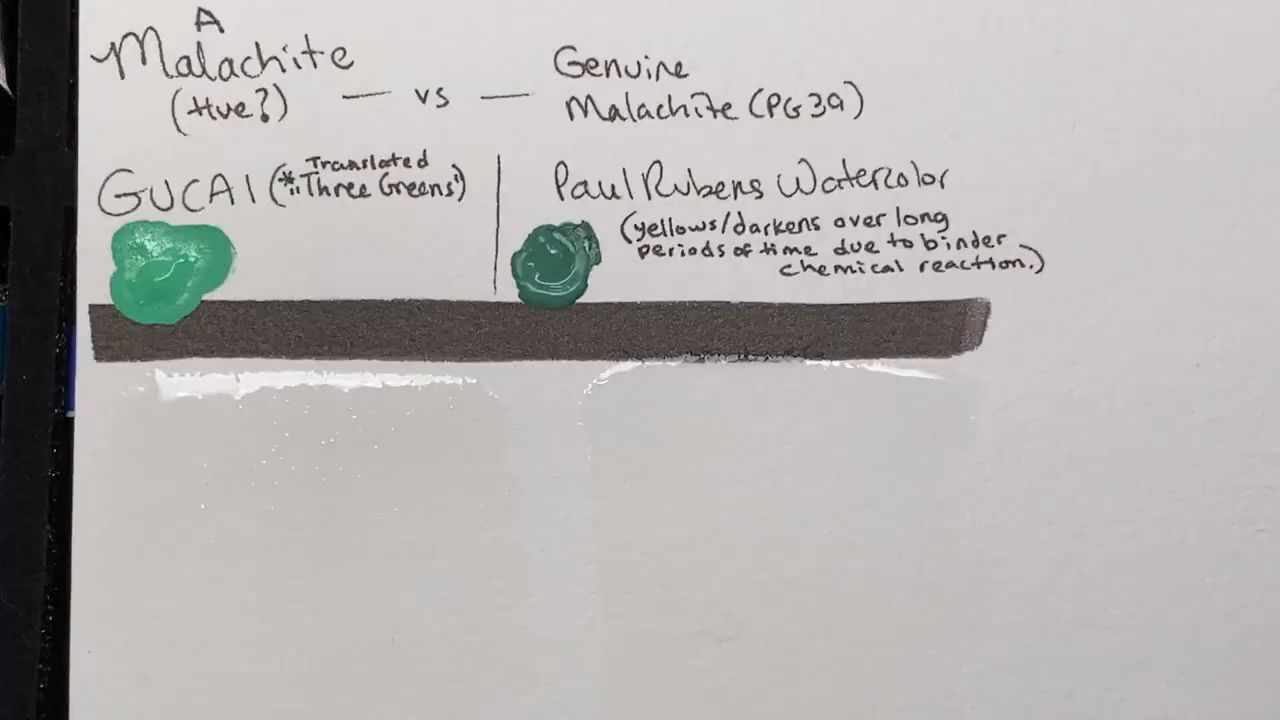 A
Malachite
(Hue?)
— vs —
Genuine
Malachite (PG39)
GUCAI (*"Three Greens")
Translated
Paul Rubens Watercolor
(yellows/darkens over long
periods of time due to binder
chemical reaction.)